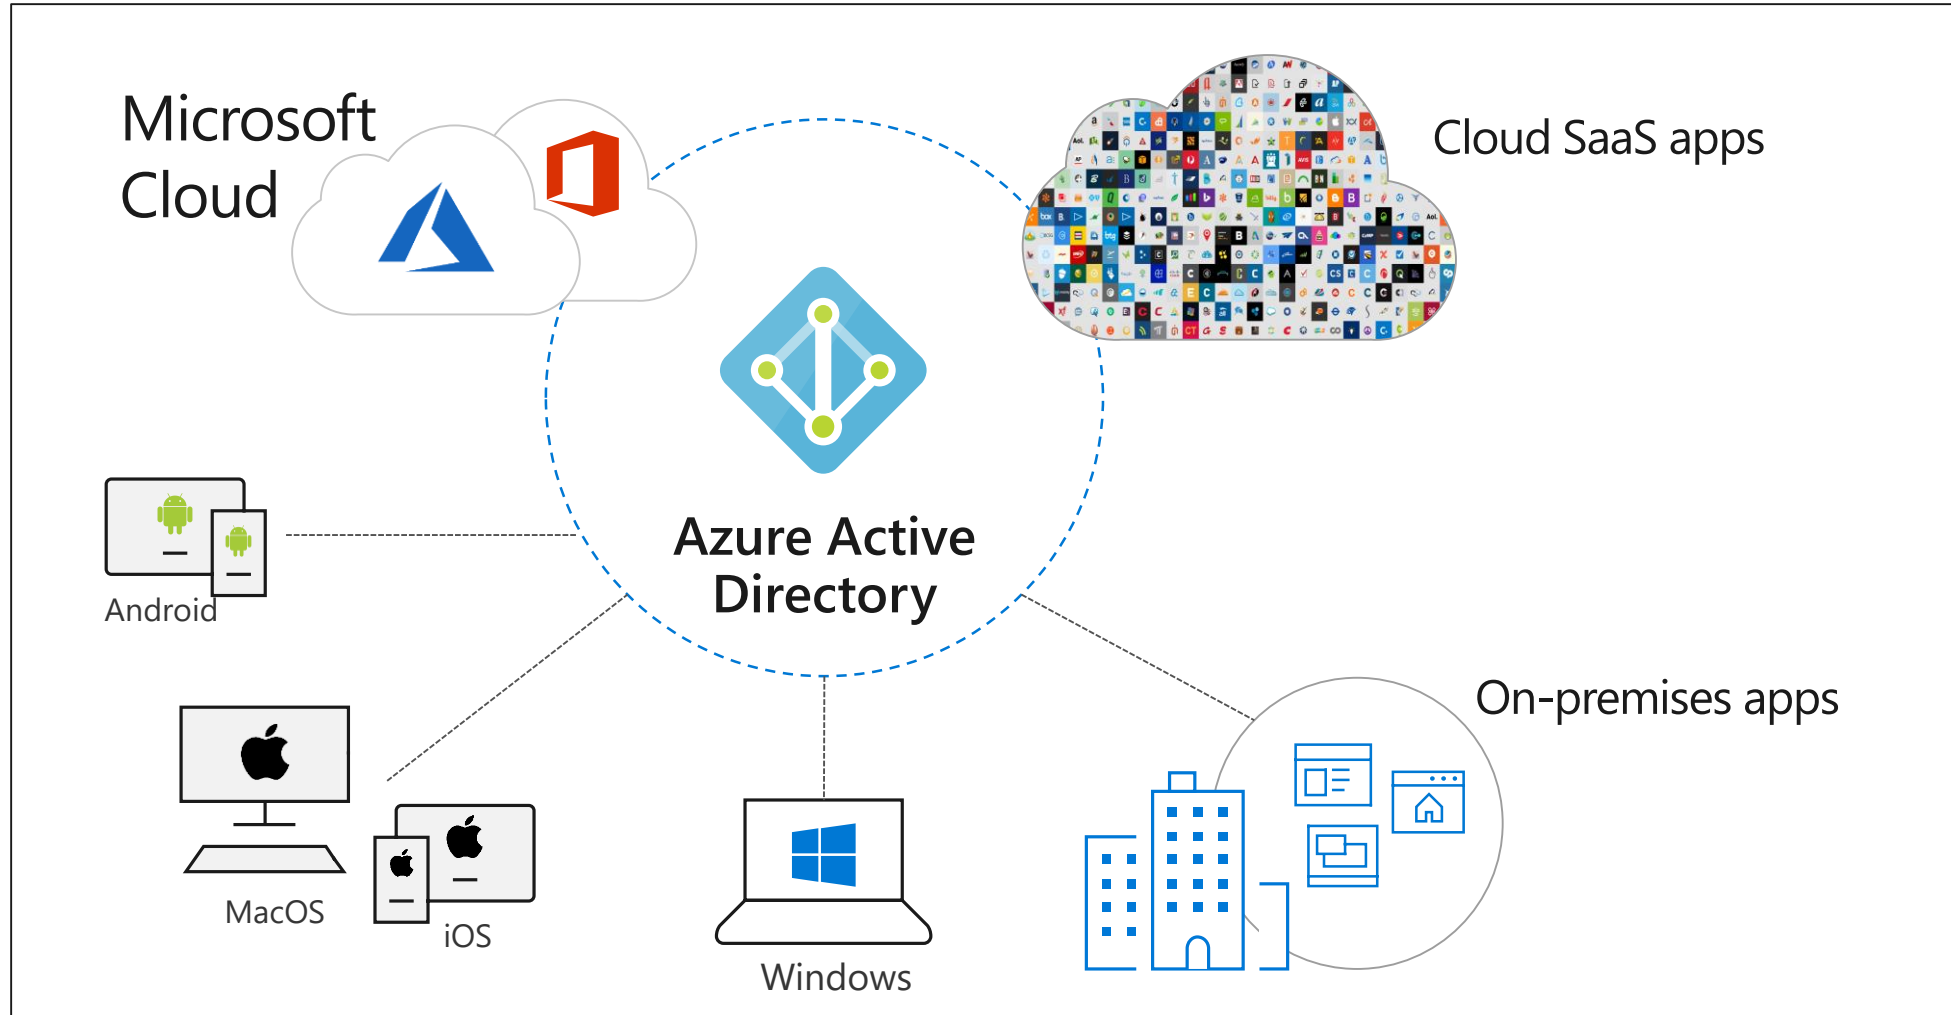 Microsoft
Cloud
Cloud SaaS apps
Azure Active
Directory
Android
On-premises apps
MacOS
iOS
Windows